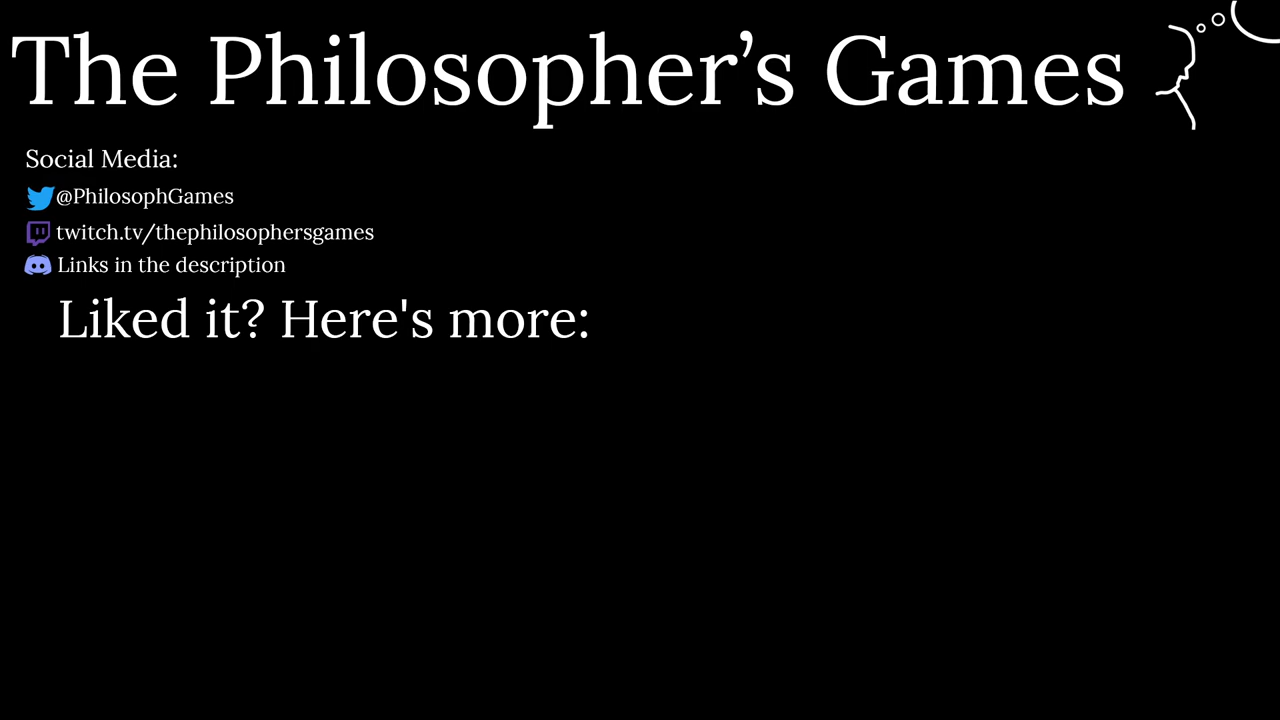 The Philosopher’s Games
Social Media:
@PhilosophGames
twitch.tv/thephilosophersgames
Links in the description
Liked it? Here's more: